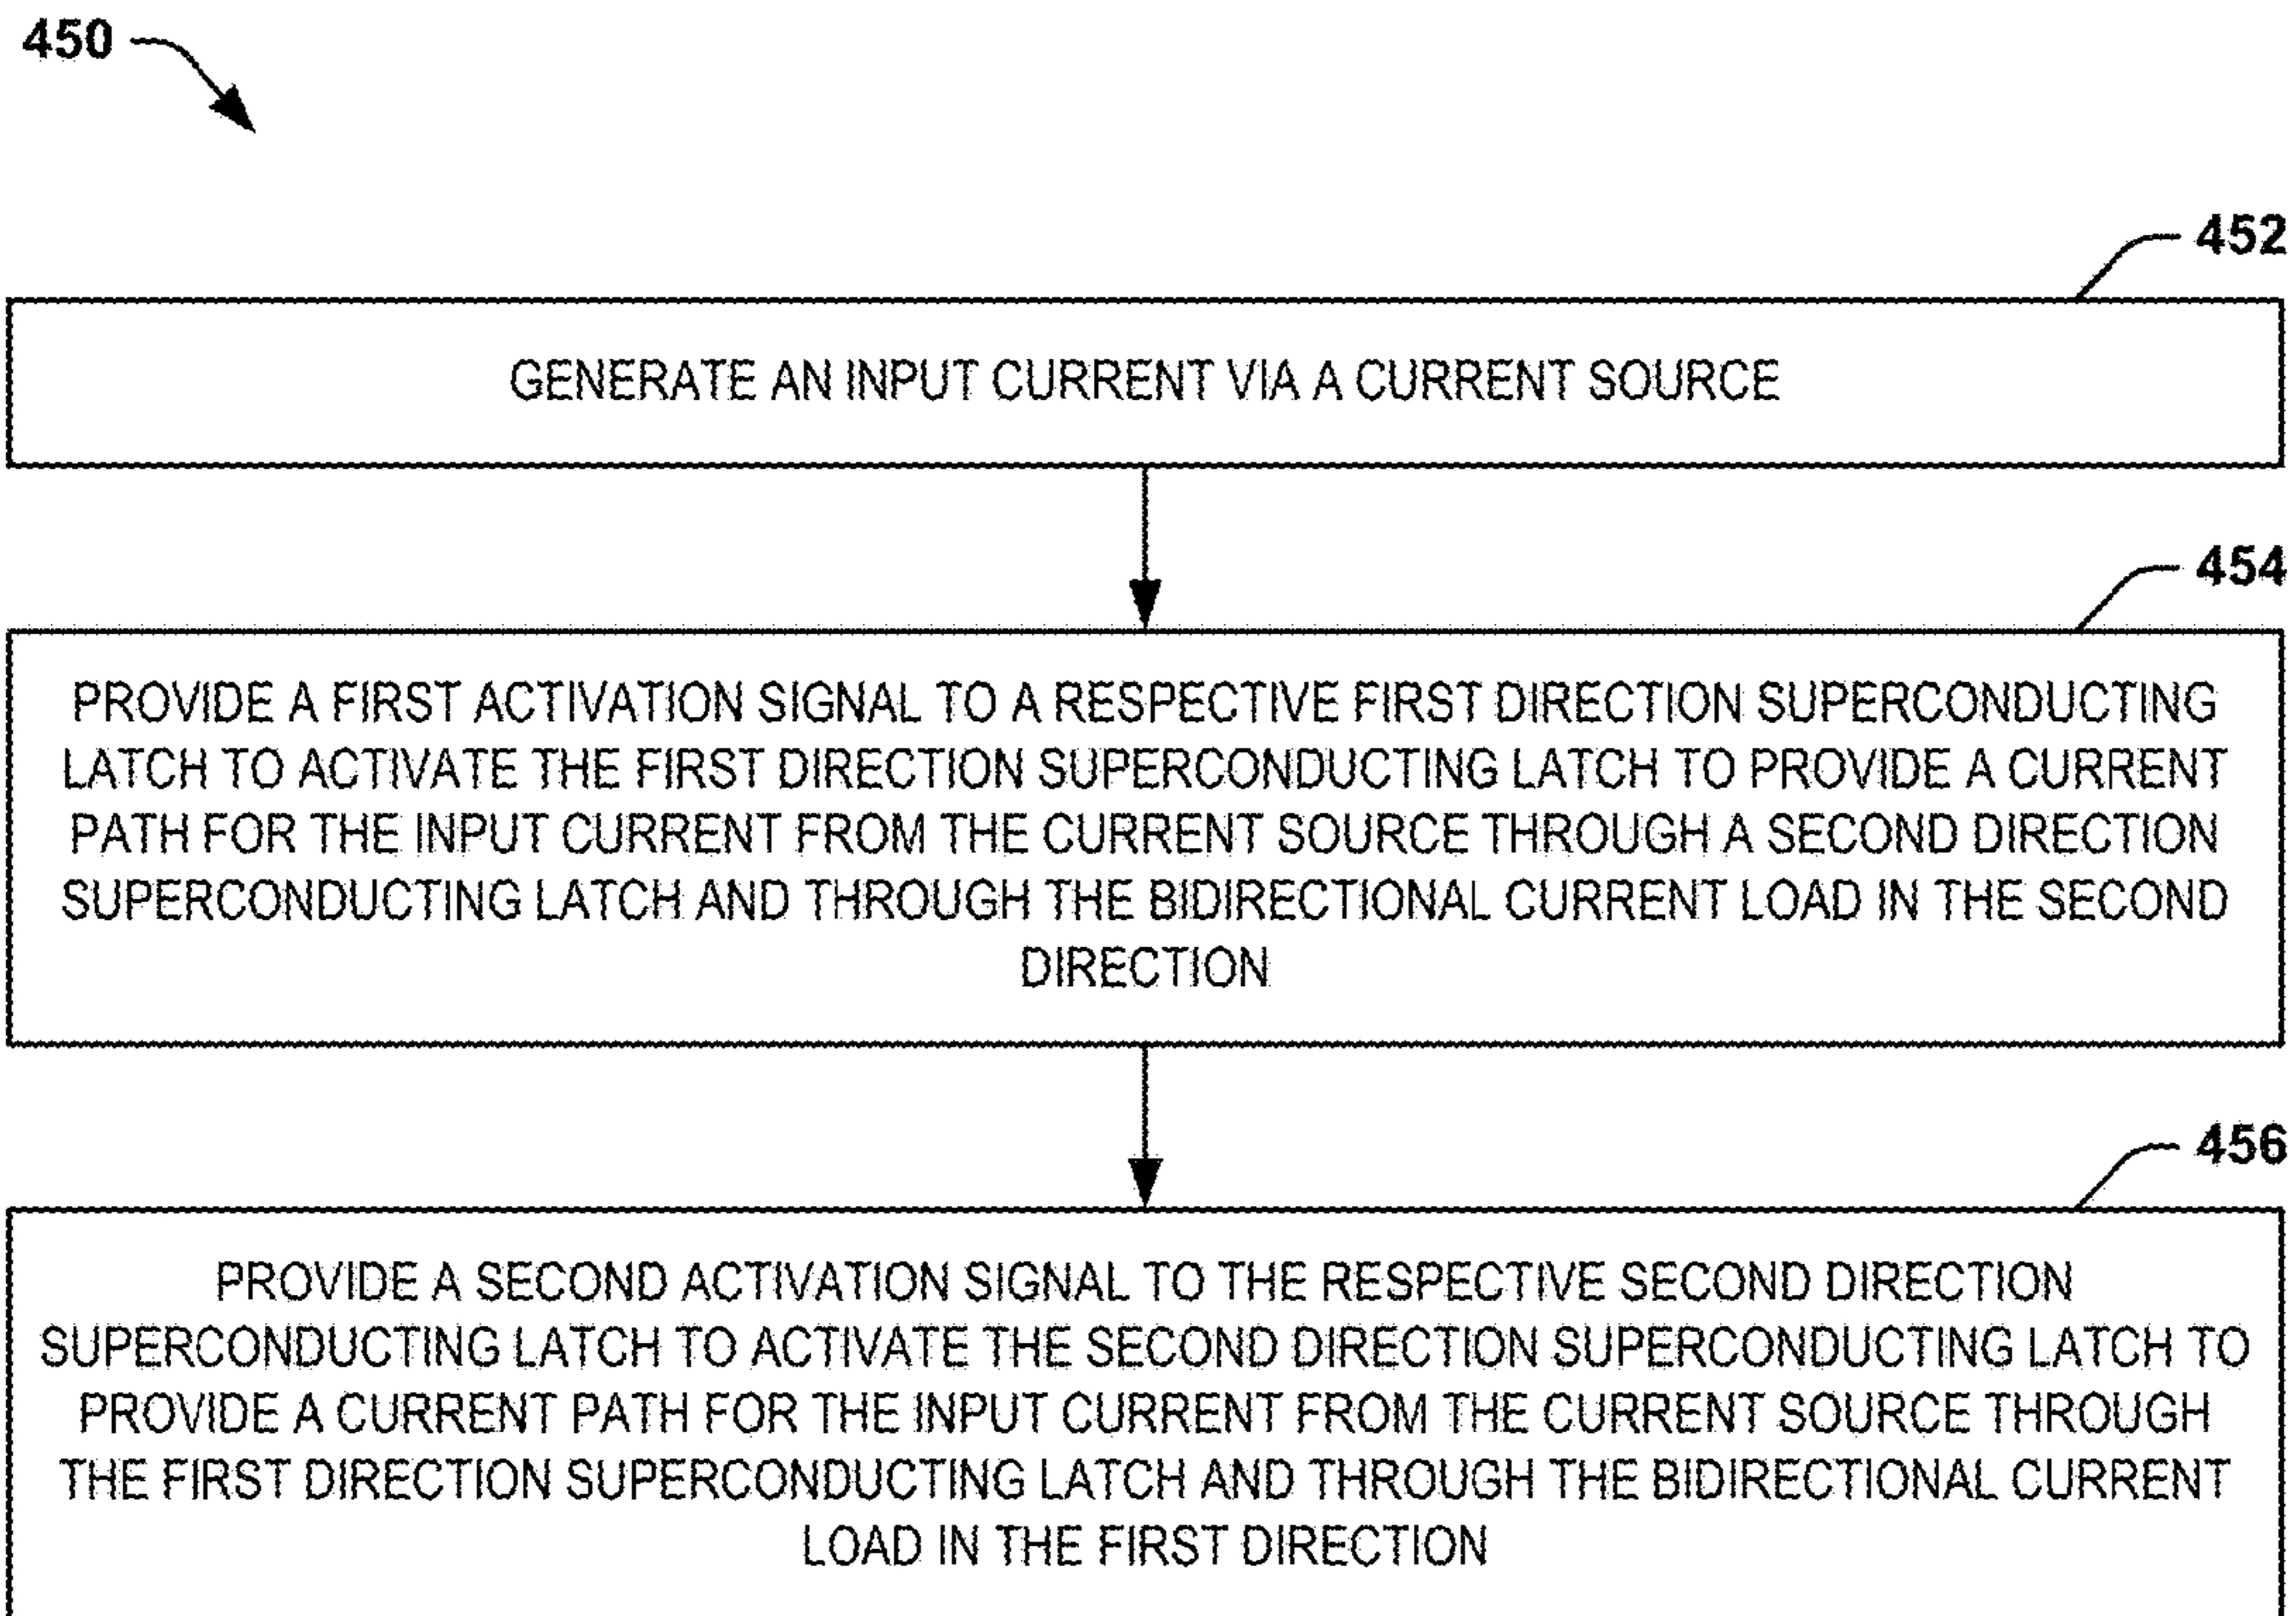 450
452
GENERATE AN INPUT CURRENT VIA A CURRENT SOURCE
454
PROVIDE A FIRST ACTIVATION SIGNAL TO A RESPECTIVE FIRST DIRECTION SUPERCONDUCTING
LATCH TO ACTIVATE THE FIRST DIRECTION SUPERCONDUCTING LATCH TO PROVIDE A CURRENT
PATH FOR THE INPUT CURRENT FROM THE CURRENT SOURCE THROUGH A SECOND DIRECTION
SUPERCONDUCTING LATCH AND THROUGH THE BIDIRECTIONAL CURRENT LOAD IN THE SECOND
DIRECTION
456
PROVIDE A SECOND ACTIVATION SIGNAL TO THE RESPECTIVE SECOND DIRECTION
SUPERCONDUCTING LATCH TO ACTIVATE THE SECOND DIRECTION SUPERCONDUCTING LATCH TO
PROVIDE A CURRENT PATH FOR THE INPUT CURRENT FROM THE CURRENT SOURCE THROUGH
THE FIRST DIRECTION SUPERCONDUCTING LATCH AND THROUGH THE BIDIRECTIONAL CURRENT
LOAD IN THE FIRST DIRECTION